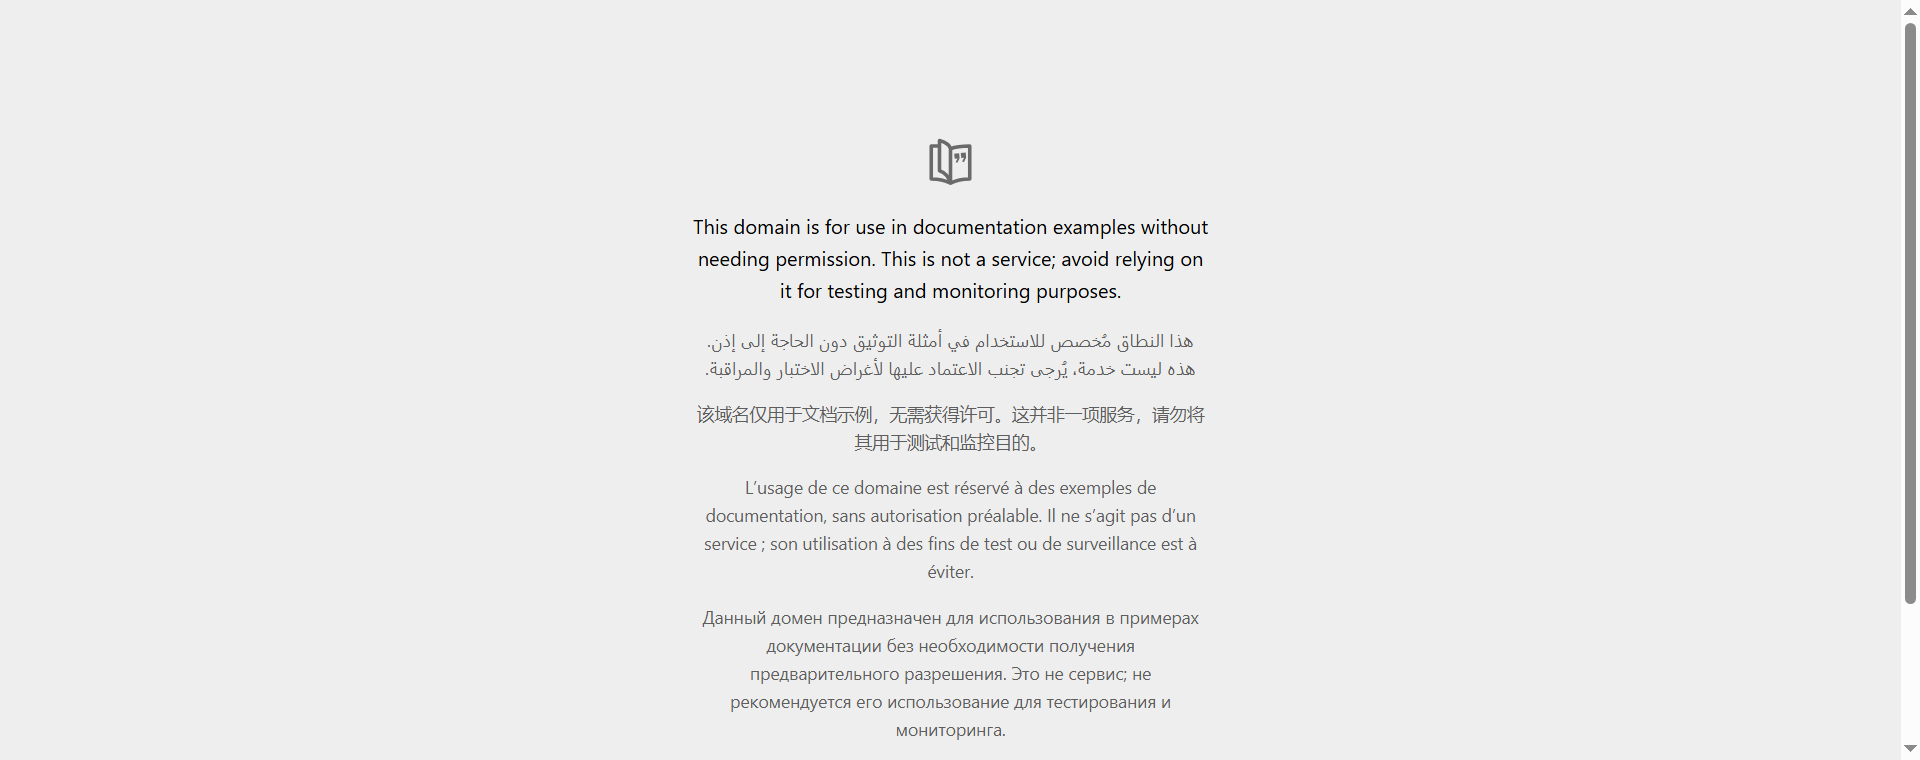 This domain is for use in documentation examples without
needing permission. This is not a service; avoid relying on
it for testing and monitoring purposes.
هذا النطاق مُخصص للاستخدام في أمثلة التوثيق دون الحاجة إلى إذن.
هذه ليست خدمة، يُرجى تجنب الاعتماد عليها لأغراض الاختبار والمراقبة.
该域名仅用于文档示例，无需获得许可。这并非一项服务，请勿将
其用于测试和监控目的。
L’usage de ce domaine est réservé à des exemples de
documentation, sans autorisation préalable. Il ne s’agit pas d’un
service ; son utilisation à des fins de test ou de surveillance est à
éviter.
Данный домен предназначен для использования в примерах
документации без необходимости получения
предварительного разрешения. Это не сервис; не
рекомендуется его использование для тестирования и
мониторинга.